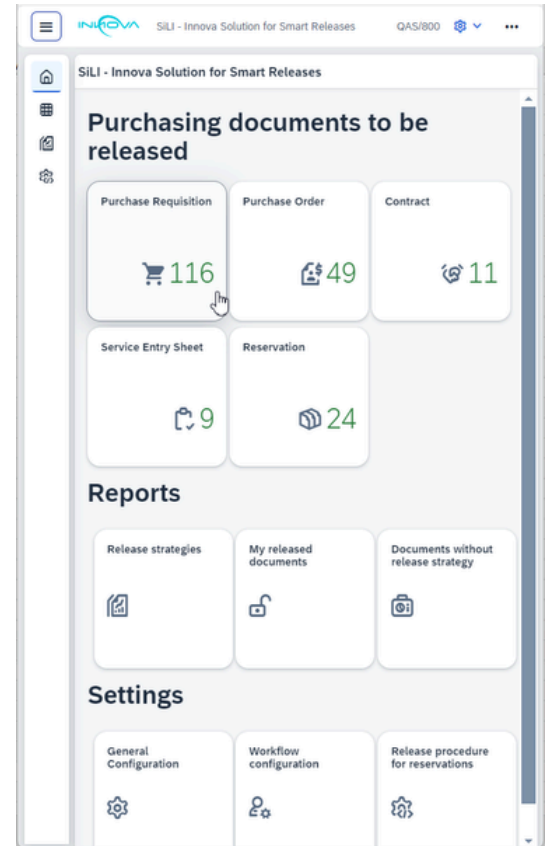 INNOVA SiLI - Innova Solution for Smart Releases QAS/800
SiLI - Innova Solution for Smart Releases
Purchasing documents to be
released
Purchase Requisition
116
Purchase Order
49
Contract
11
Service Entry Sheet
9
Reservation
24
Reports
Release strategies
My released
documents
Documents without
release strategy
Settings
General
Configuration
Workflow
configuration
Release procedure
for reservations